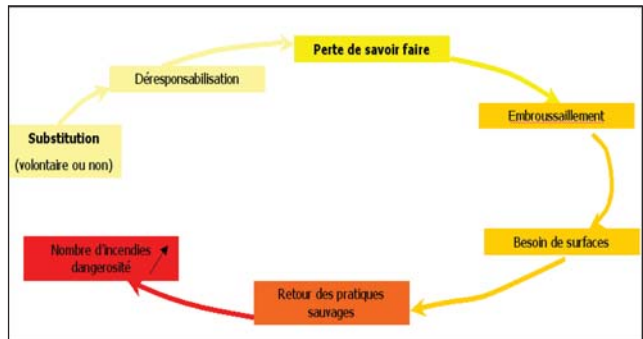 Perte de savoir faire
Déresponsabilisation
Embroussaillement
Substitution
(volontaire ou non)
Besoin de surfaces
Nombre d'incendies
dangerosité
Retour des pratiques
sauvages